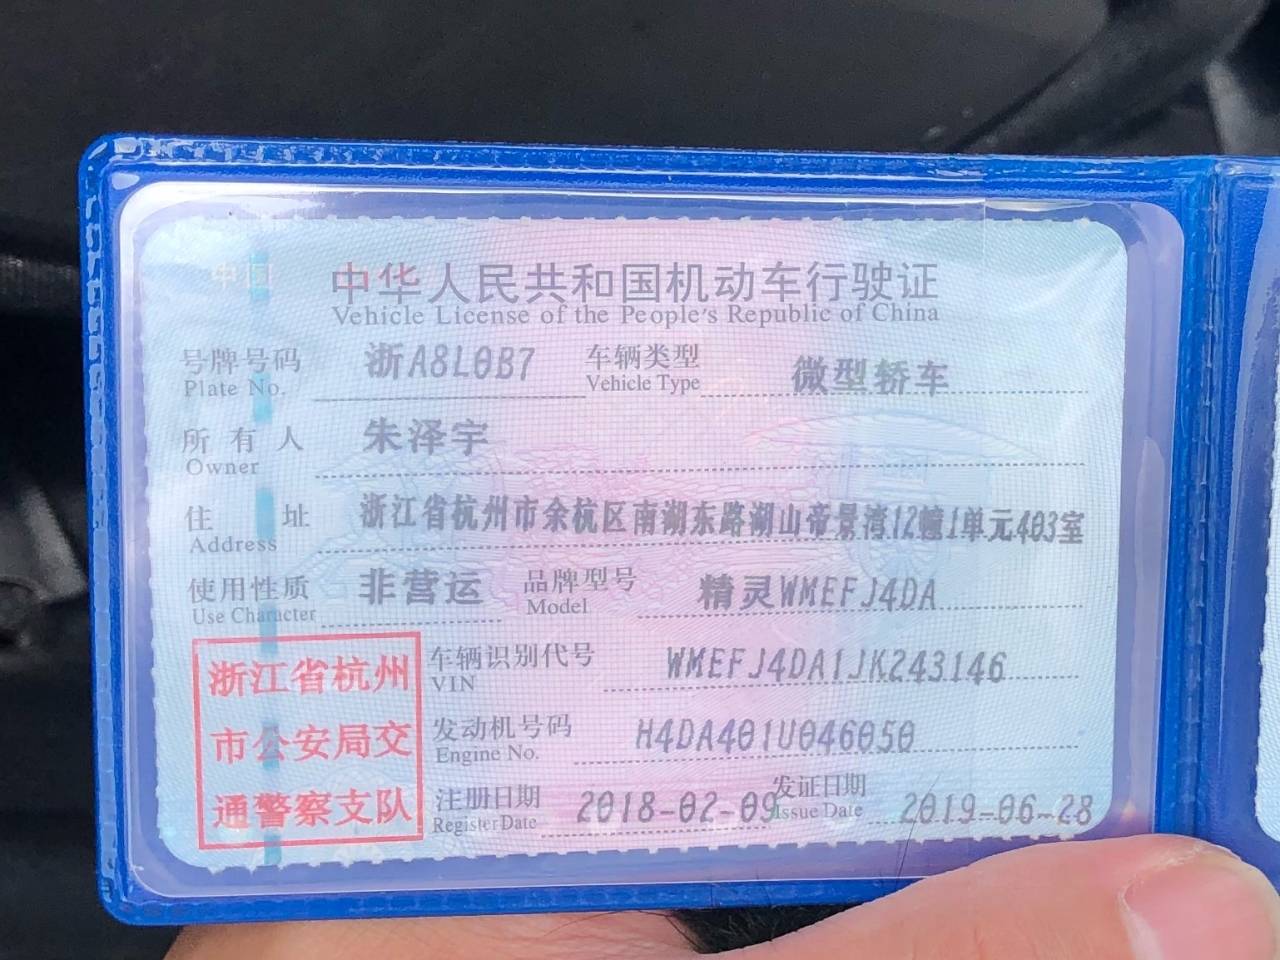 中华人民共和国机动车行驶证
Vehicle License of the People's Republic of China
号牌号码 浙A8L0B7 车辆类型 微型轿车
Plate No. Vehicle Type
所有人 朱泽宇
Owner
住址 浙江省杭州市余杭区南湖东路湖山帝景湾12幢1单元403室
Address
使用性质 非营运 品牌型号 精灵WMEFJ4DA
Use Character Model
浙江省杭州
市公安局交
通警察支队
车辆识别代号 WMEFJ4DA1JK243146
VIN
发动机号码 H4DA401U046050
Engine No.
注册日期 2018-02-09 发证日期 2019-06-28
Register Date Issue Date